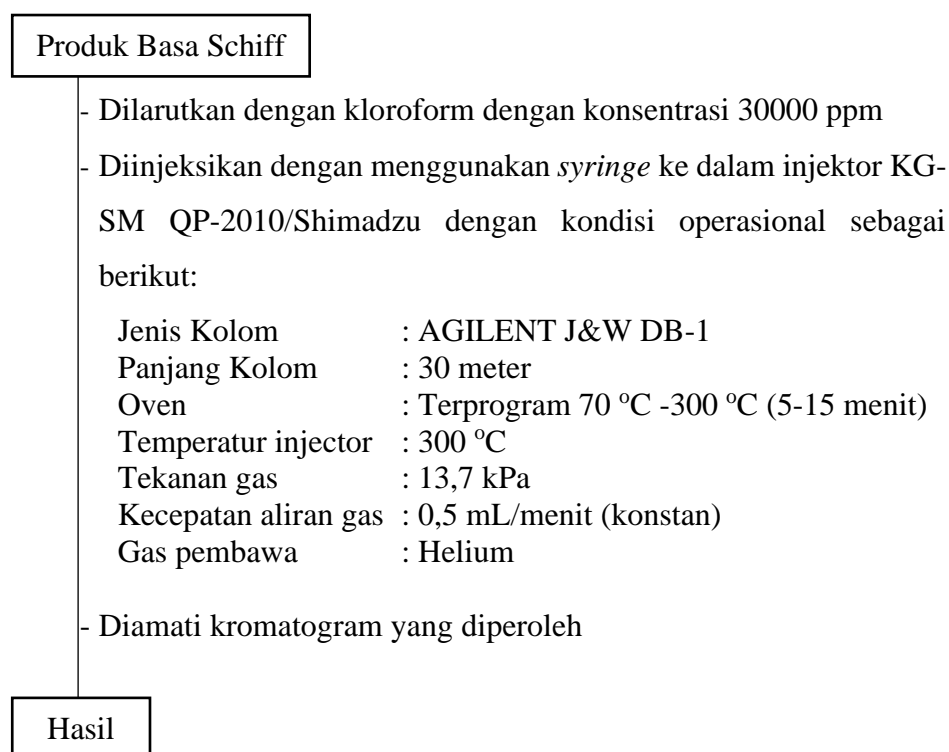 Produk Basa Schiff
- Dilarutkan dengan kloroform dengan konsentrasi 30000 ppm
- Diinjeksikan dengan menggunakan syringe ke dalam injektor KG-
SM QP-2010/Shimadzu dengan kondisi operasional sebagai
berikut:
Jenis Kolom : AGILENT J&W DB-1
Panjang Kolom : 30 meter
Oven : Terprogram 70 °C -300 °C (5-15 menit)
Temperatur injector : 300 °C
Tekanan gas : 13,7 kPa
Kecepatan aliran gas : 0,5 mL/menit (konstan)
Gas pembawa : Helium
- Diamati kromatogram yang diperoleh
Hasil